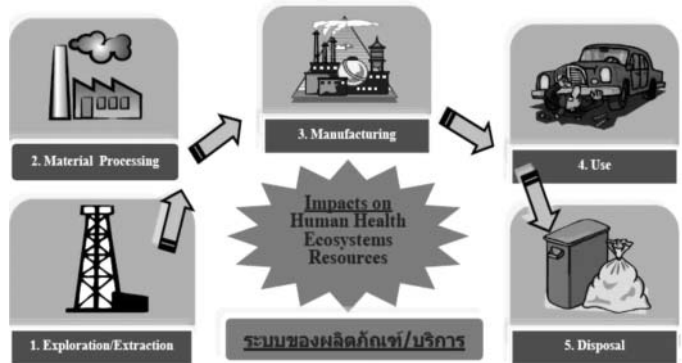 3. Manufacturing
2. Material Processing
4. Use
Impacts on
Human Health
Ecosystems
Resources
1. Exploration/Extraction
ระบบของผลิตภัณฑ์/บริการ
5. Disposal